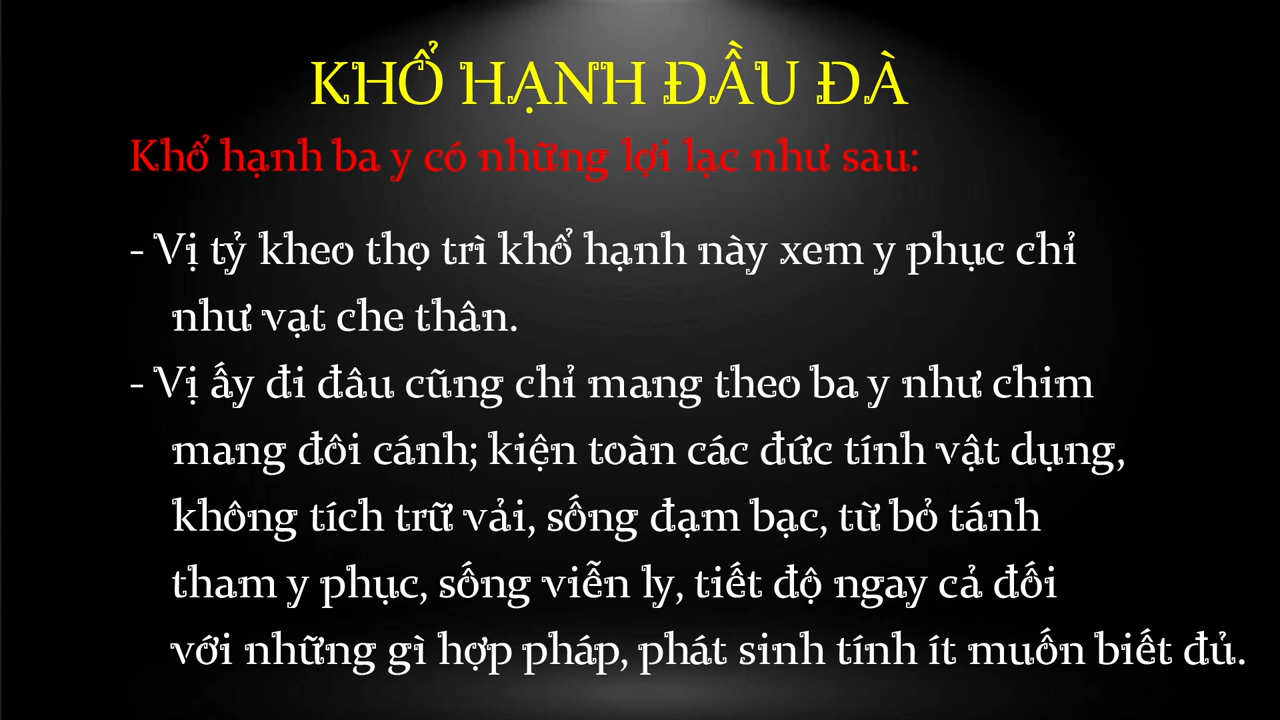 KHỔ HẠNH ĐẦU ĐÀ
Khổ hạnh ba y có những lợi lạc như sau:
- Vị tỷ kheo thọ trì khổ hạnh này xem y phục chỉ
như vạt che thân.
- Vị ấy đi đâu cũng chỉ mang theo ba y như chim
mang đôi cánh; kiện toàn các đức tính vật dụng,
không tích trữ vải, sống đạm bạc, từ bỏ tánh
tham y phục, sống viễn ly, tiết độ ngay cả đối
với những gì hợp pháp, phát sinh tính ít muốn biết đủ.